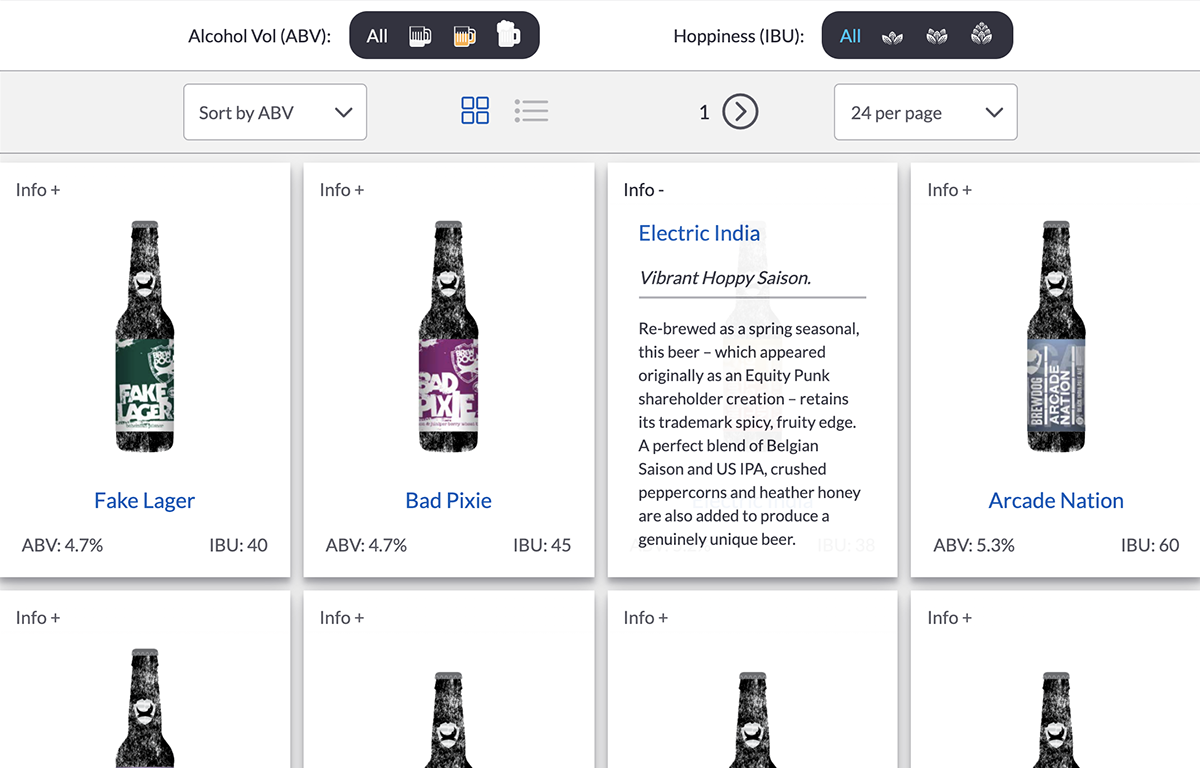 Alcohol Vol (ABV): All
Hoppiness (IBU): All
Sort by ABV
1
24 per page
Info +
Info +
Info -
Info +
Electric India
Vibrant Hoppy Saison.
Re-brewed as a spring seasonal,
this beer – which appeared
originally as an Equity Punk
shareholder creation – retains
its trademark spicy, fruity edge.
A perfect blend of Belgian
Saison and US IPA, crushed
peppercorns and heather honey
are also added to produce a
genuinely unique beer.
IBU: 38
FAKE
LAGER
BAD
PIXIE
BREWDOG
ARCADE
NATION
Fake Lager
Bad Pixie
Arcade Nation
ABV: 4.7% IBU: 40
ABV: 4.7% IBU: 45
ABV: 5.3% IBU: 60
Info +
Info +
Info +
Info +